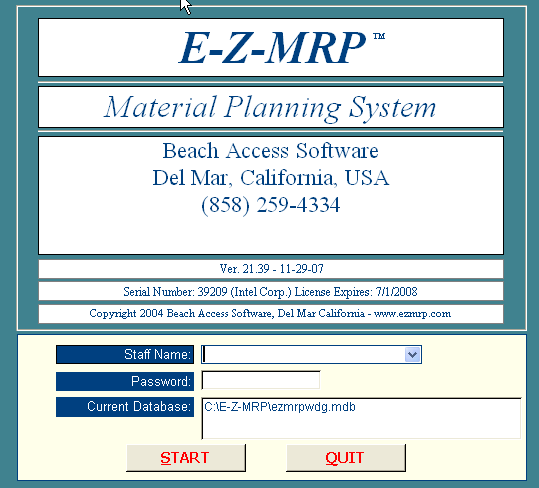 E-Z-MRP ™
Material Planning System
Beach Access Software
Del Mar, California, USA
(858) 259-4334
Ver. 21.39 - 11-29-07
Serial Number: 39209 (Intel Corp.) License Expires: 7/1/2008
Copyright 2004 Beach Access Software, Del Mar California - www.ezmrp.com
Staff Name:
Password:
Current Database: C:\E-Z-MRP\ezmrpwdg.mdb
START QUIT